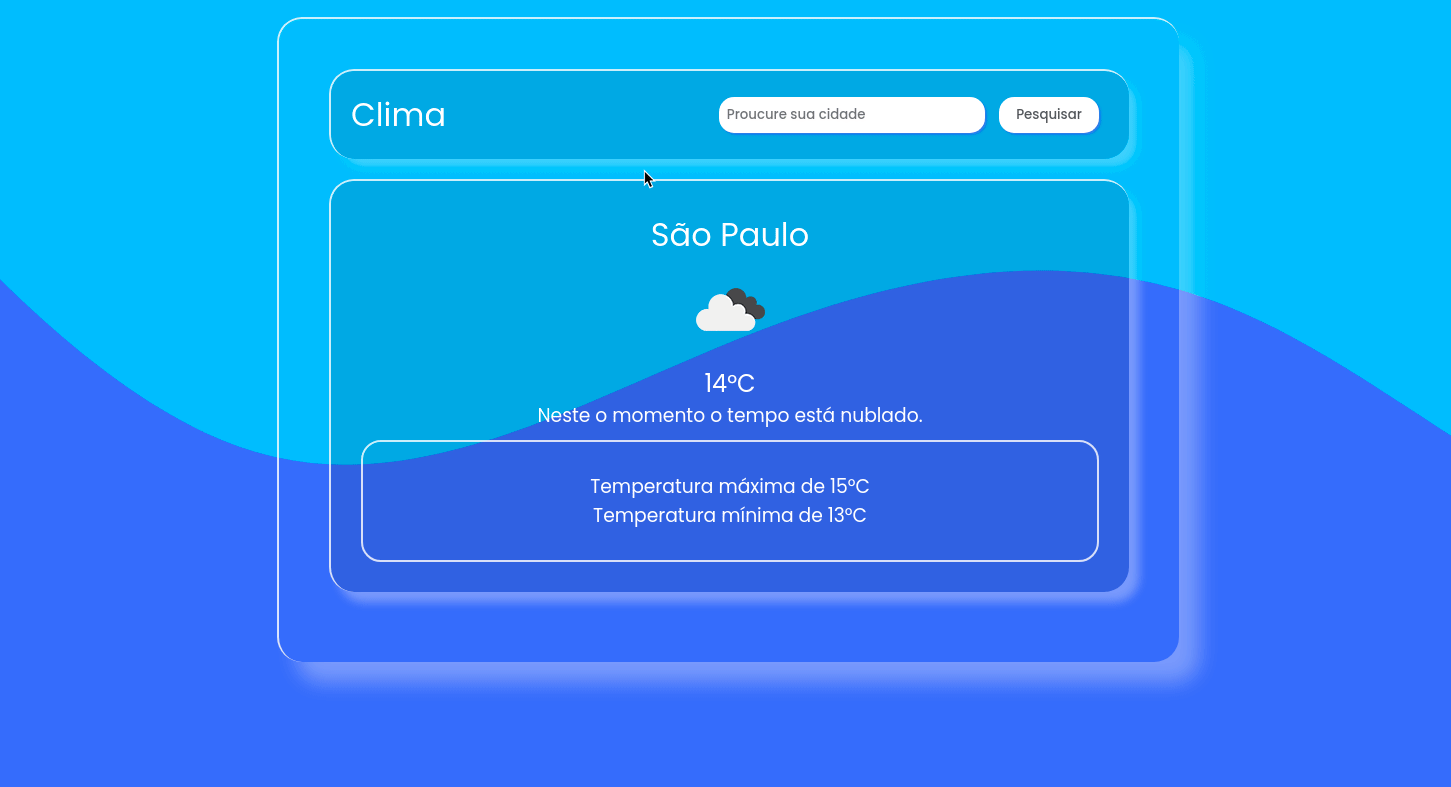 Clima
Proucure sua cidade
Pesquisar
São Paulo
14ºC
Neste o momento o tempo está nublado.
Temperatura máxima de 15ºC
Temperatura mínima de 13ºC